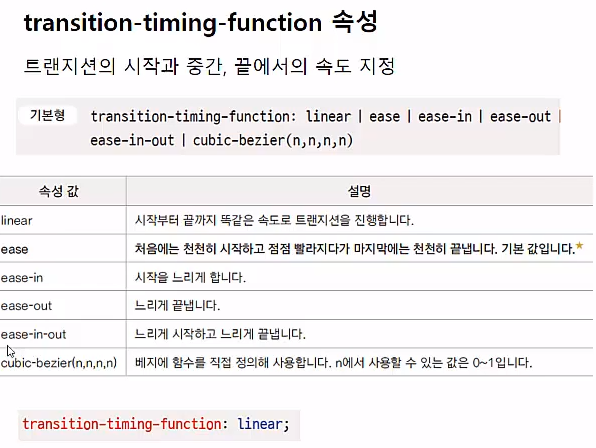 transition-timing-function 속성
트랜지션의 시작과 중간, 끝에서의 속도 지정
기본형 transition-timing-function: linear | ease | ease-in | ease-out |
ease-in-out | cubic-bezier(n,n,n,n)
속성 값 설명
linear 시작부터 끝까지 똑같은 속도로 트랜지션을 진행합니다.
ease 처음에는 천천히 시작하고 점점 빨라지다가 마지막에는 천천히 끝냅니다. 기본 값입니다.★
ease-in 시작을 느리게 합니다.
ease-out 느리게 끝냅니다.
ease-in-out 느리게 시작하고 느리게 끝냅니다.
cubic-bezier(n,n,n,n) 베지에 함수를 직접 정의해 사용합니다. n에서 사용할 수 있는 값은 0~1입니다.
transition-timing-function: linear;